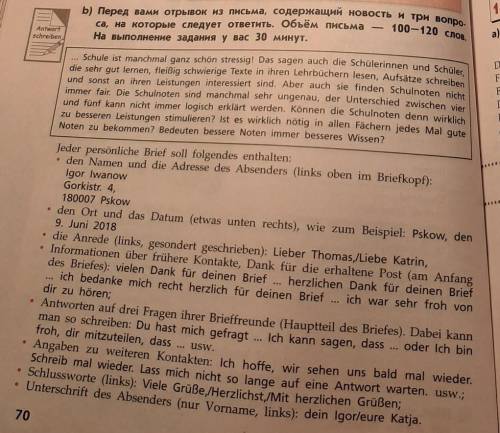 Antwort
schreiben
b) Перед вами отрывок из письма, содержащий новость и три вопро-
са, на которые следует ответить. Объём письма — 100—120 слов.
На выполнение задания у вас 30 минут.
... Schule ist manchmal ganz schön stressig! Das sagen auch die Schülerinnen und Schüler,
die sehr gut lernen, fleißig schwierige Texte in ihren Lehrbüchern lesen, Aufsätze schreiben
und sonst an ihren Leistungen interessiert sind. Aber auch sie finden Schulnoten nicht
immer fair. Die Schulnoten sind manchmal sehr ungenau, der Unterschied zwischen vier
und fünf kann nicht immer logisch erklärt werden. Können die Schulnoten denn wirklich
zu besseren Leistungen stimulieren? Ist es wirklich nötig in allen Fächern jedes Mal gute
Noten zu bekommen? Bedeuten bessere Noten immer besseres Wissen?
Jeder persönliche Brief soll folgendes enthalten:
• den Namen und die Adresse des Absenders (links oben im Briefkopf):
Igor Iwanow
Gorkistr. 4,
180007 Pskow
• den Ort und das Datum (etwas unten rechts), wie zum Beispiel: Pskow, den
9. Juni 2018
• die Anrede (links, gesondert geschrieben): Lieber Thomas,/Liebe Katrin,
• Informationen über frühere Kontakte, Dank für die erhaltene Post (am Anfang
des Briefes): vielen Dank für deinen Brief ... herzlichen Dank für deinen Brief
... ich bedanke mich recht herzlich für deinen Brief ... ich war sehr froh von
dir zu hören;
• Antworten auf drei Fragen ihrer Brieffreunde (Hauptteil des Briefes). Dabei kann
man so schreiben: Du hast mich gefragt ... Ich kann sagen, dass ... oder Ich bin
froh, dir mitzuteilen, dass ... usw.
• Angaben zu weiteren Kontakten: Ich hoffe, wir sehen uns bald mal wieder.
Schreib mal wieder. Lass mich nicht so lange auf eine Antwort warten. usw.;
• Schlussworte (links): Viele Grüße,/Herzlichst,/Mit herzlichen Grüßen;
• Unterschrift des Absenders (nur Vorname, links): dein Igor/eure Katja.
70